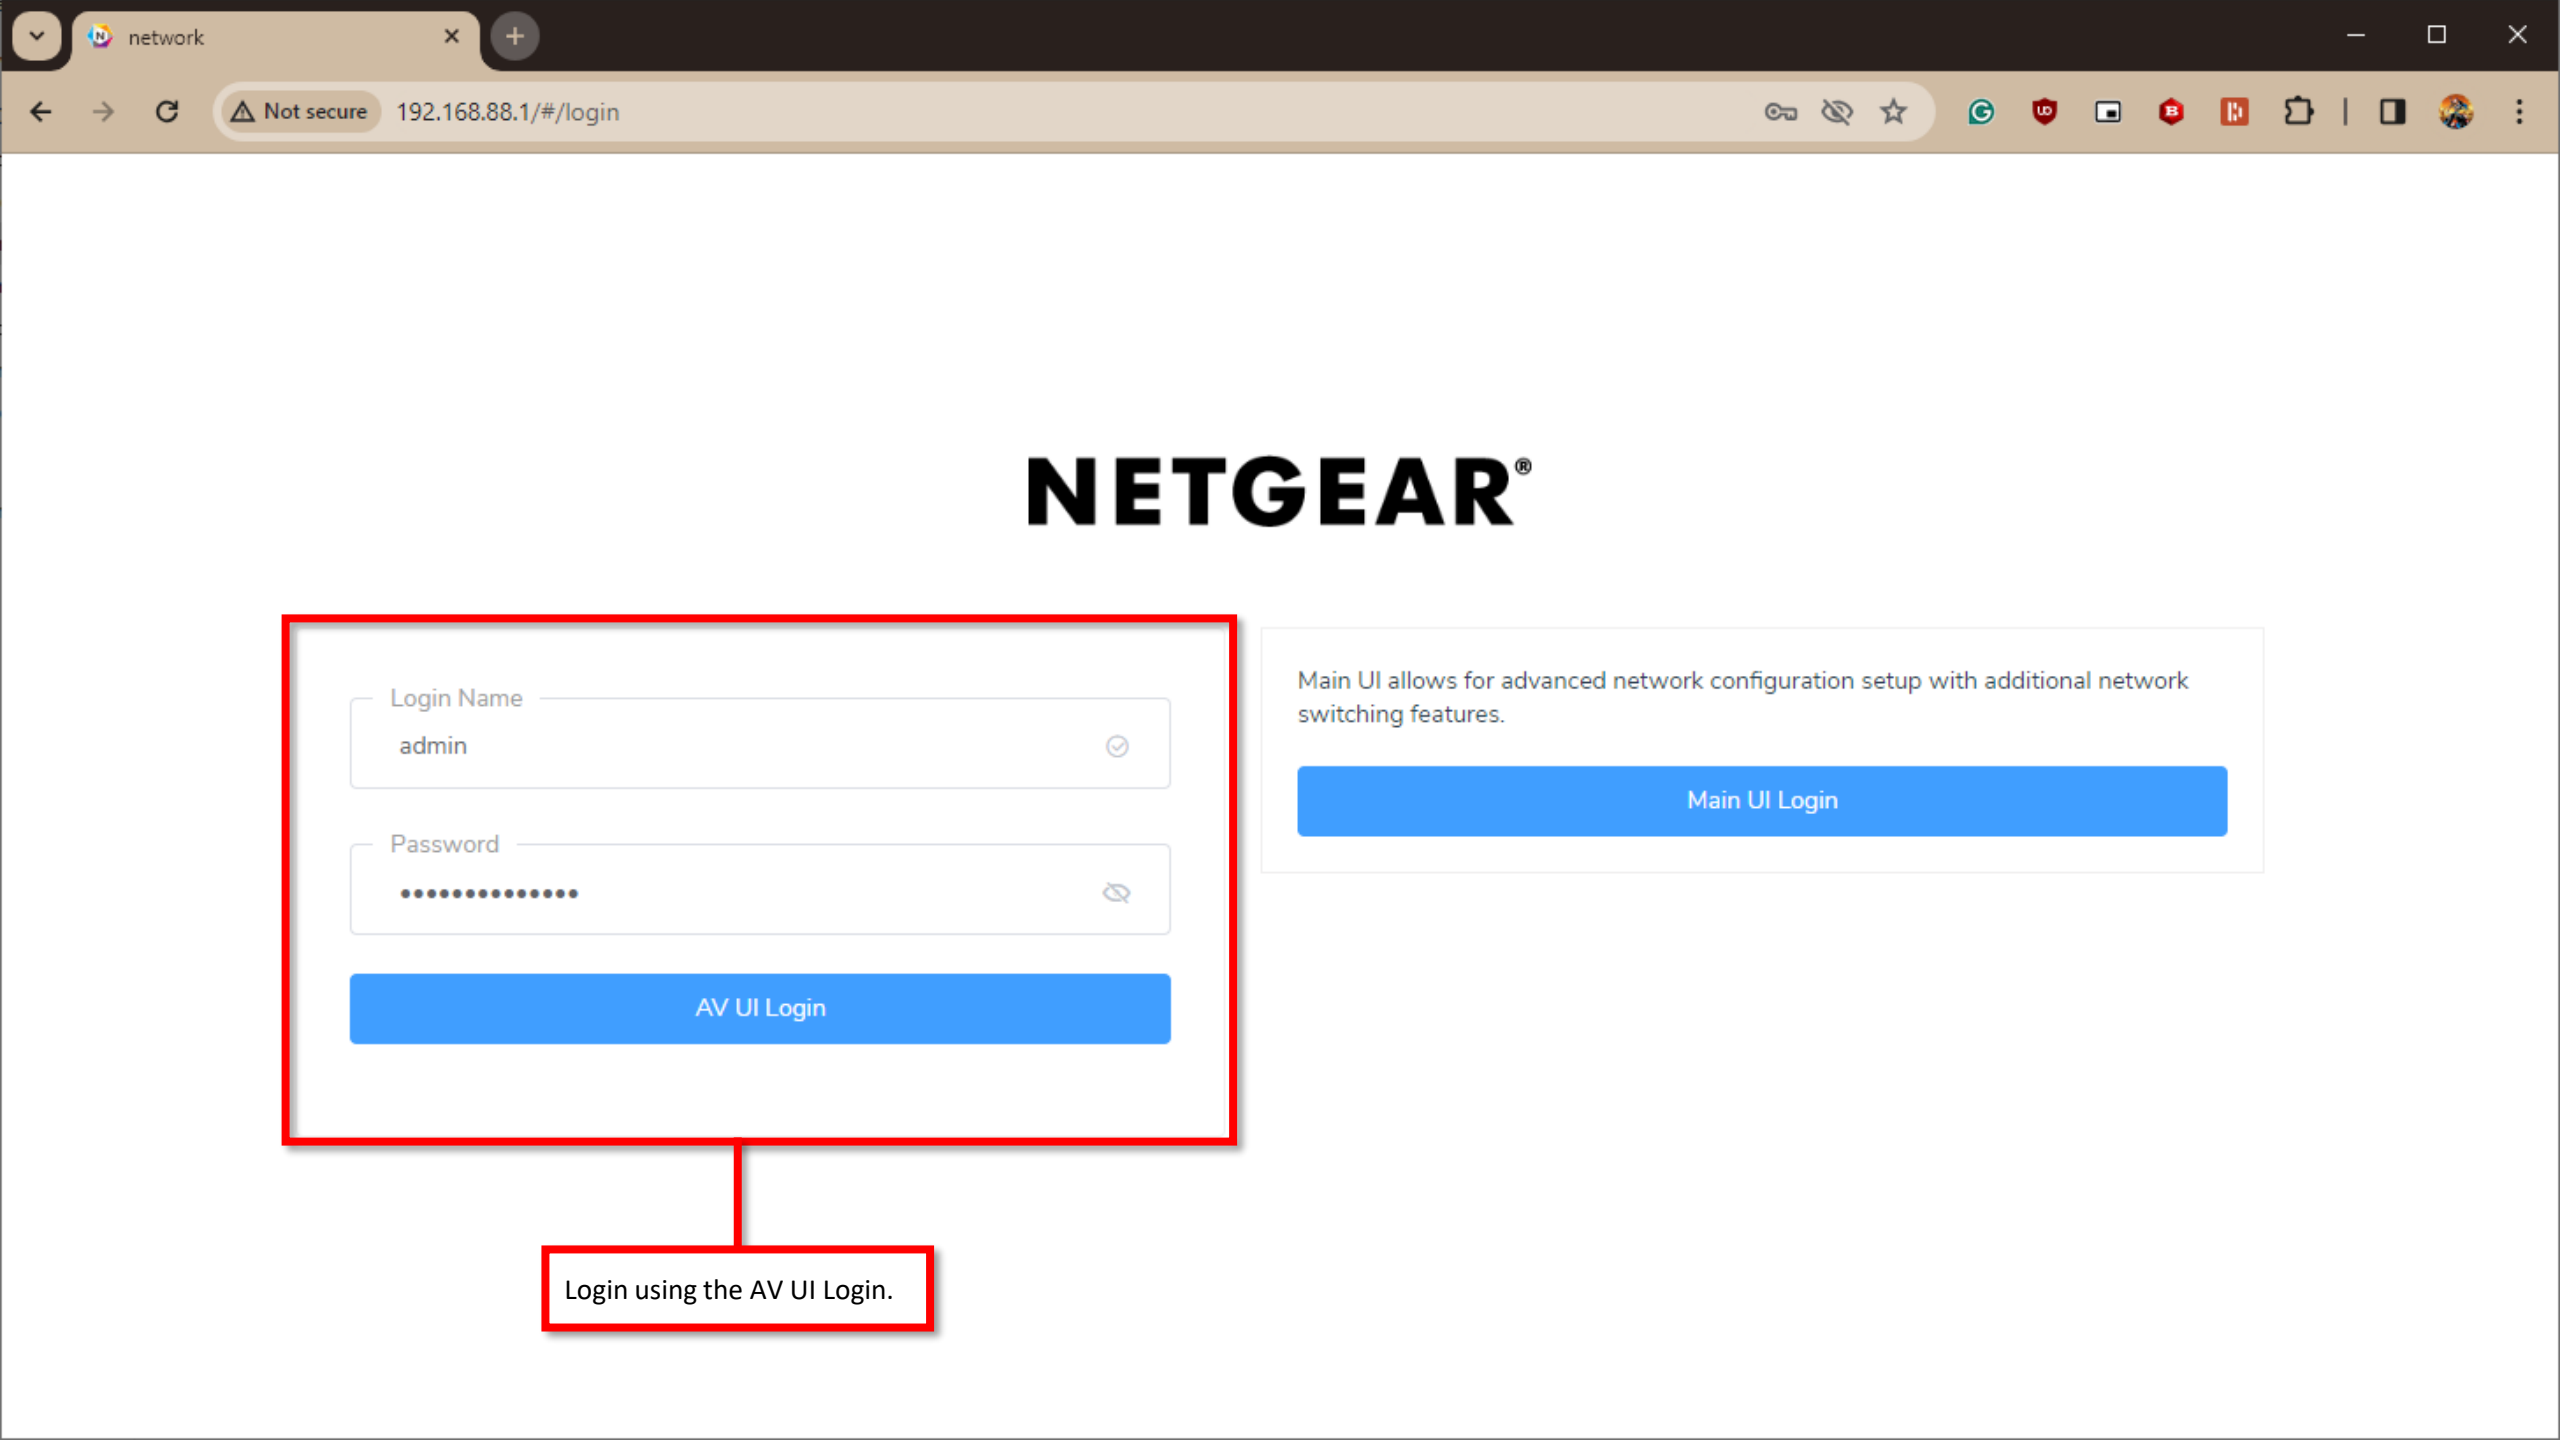 network
Not secure 192.168.88.1/#/login
NETGEAR®
Login Name
admin
Password
••••••••••••••
AV UI Login
Main UI allows for advanced network configuration setup with additional network
switching features.
Main UI Login
Login using the AV UI Login.